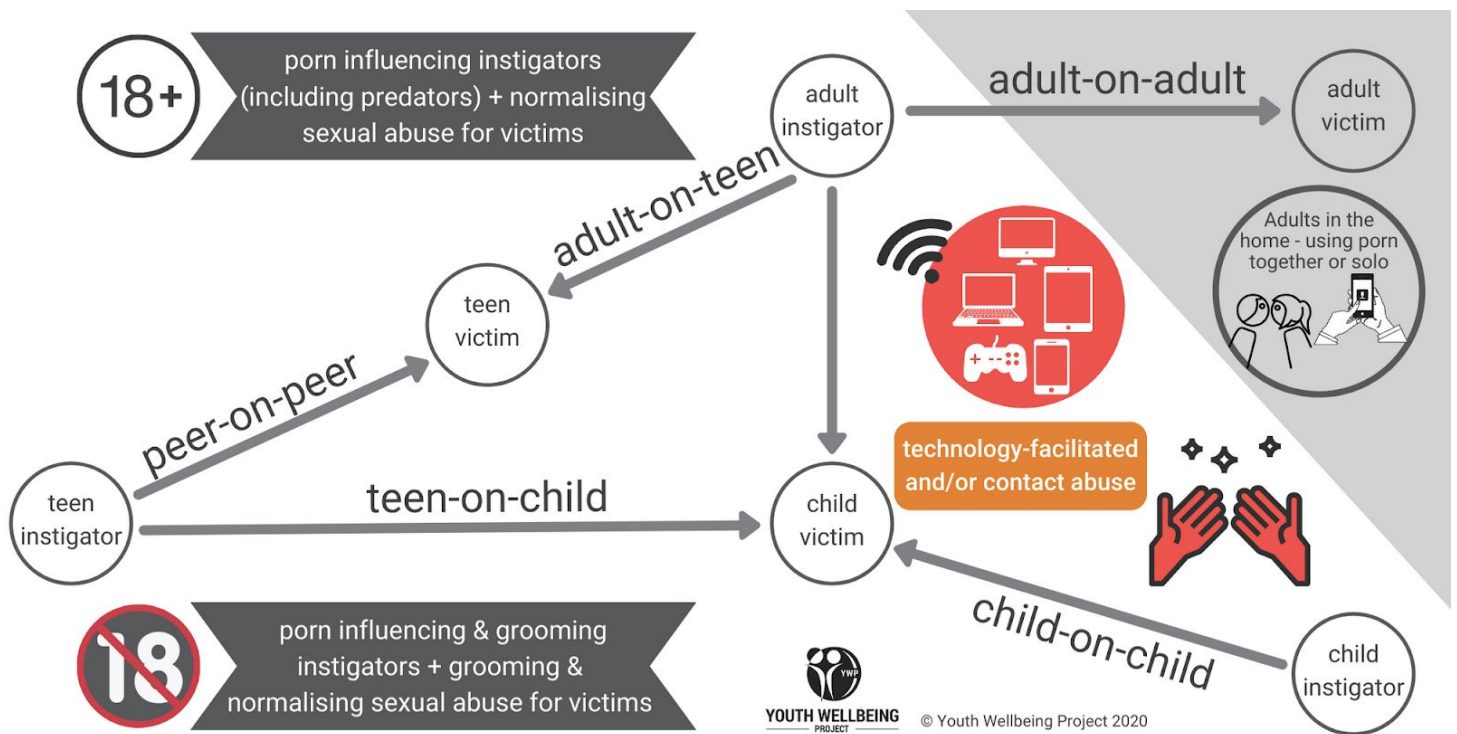 18+
porn influencing instigators
(including predators) + normalising
sexual abuse for victims
adult
instigator
adult-on-adult
adult
victim
adult-on-teen
Adults in the
home - using porn
together or solo
teen
victim
peer-on-peer
technology-facilitated
and/or contact abuse
teen
instigator
teen-on-child
child
victim
child-on-child
child
instigator
18
porn influencing & grooming
instigators + grooming &
normalising sexual abuse for victims
YWP
YOUTH WELLBEING
PROJECT
© Youth Wellbeing Project 2020